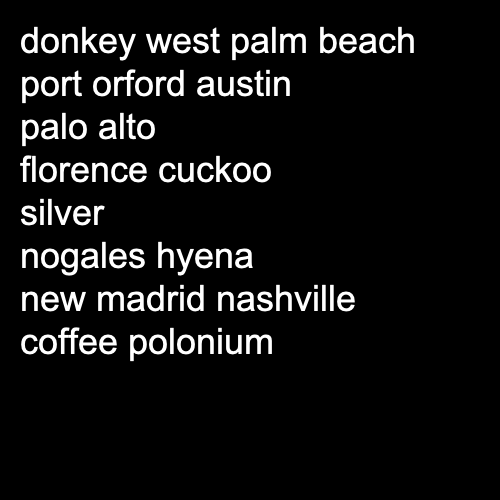 donkey west palm beach
port orford austin
palo alto
florence cuckoo
silver
nogales hyena
new madrid nashville
coffee polonium